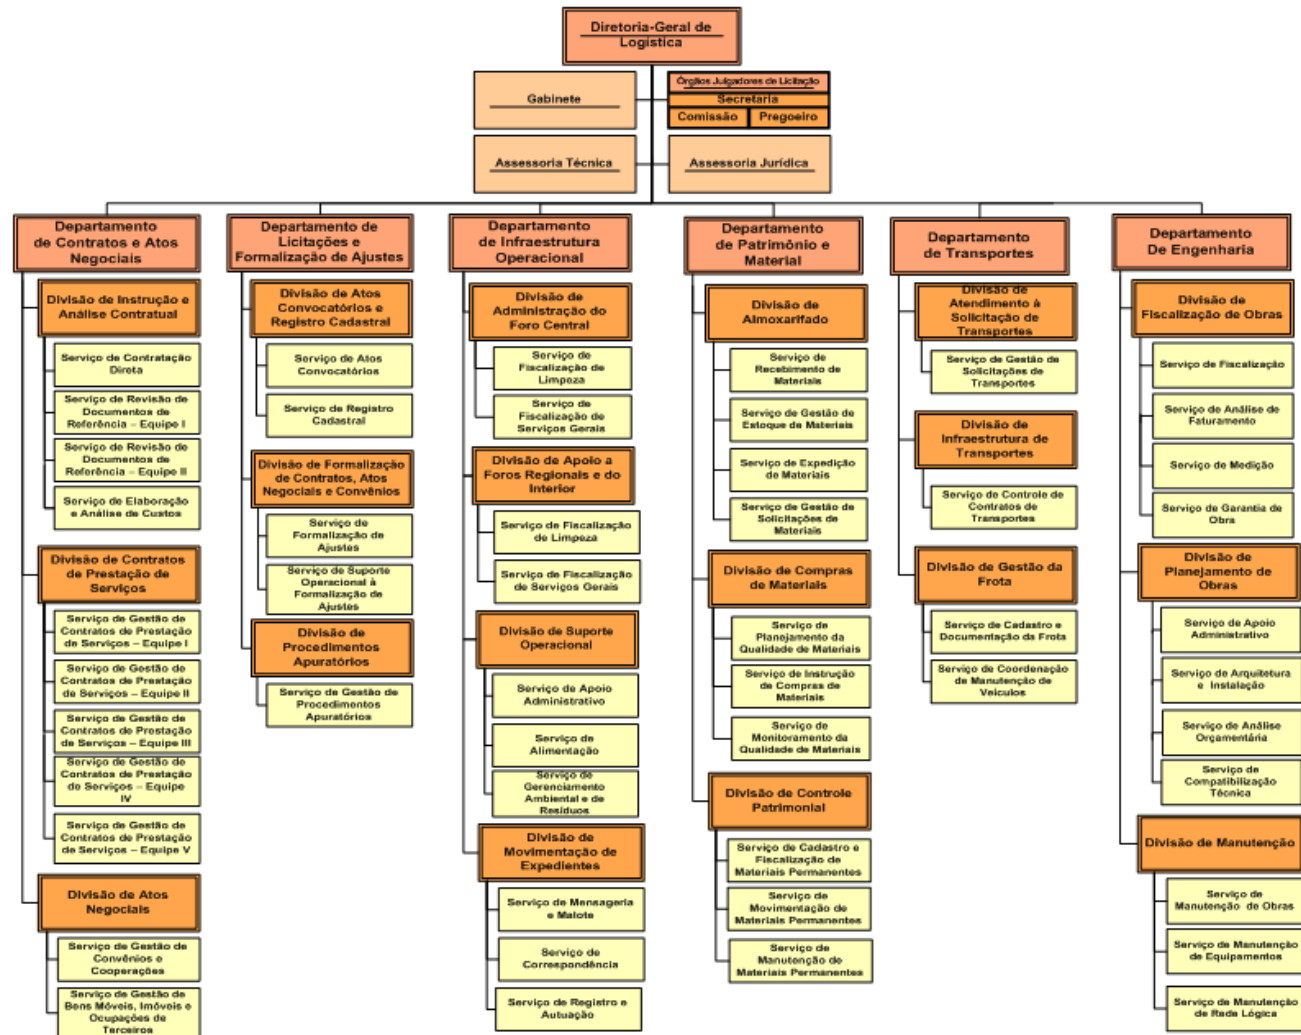 Diretoria-Geral de
Logística
Gabinete
Órgãos Julgadores de Licitação
Secretaria
Comissão
Pregoeiro
Assessoria Técnica
Assessoria Jurídica
Departamento
de Contratos e Atos
Negociais
Divisão de Instrução e
Análise Contratual
Serviço de Contratação
Direta
Serviço de Revisão de
Documentos de
Referência – Equipe I
Serviço de Revisão de
Documentos de
Referência – Equipe II
Serviço de Elaboração
e Análise de Custos
Divisão de Contratos
de Prestação de
Serviços
Serviço de Gestão de
Contratos de Prestação
de Serviços – Equipe I
Serviço de Gestão de
Contratos de Prestação
de Serviços – Equipe II
Serviço de Gestão de
Contratos de Prestação
de Serviços – Equipe III
Serviço de Gestão de
Contratos de Prestação
de Serviços – Equipe
IV
Serviço de Gestão de
Contratos de Prestação
de Serviços – Equipe V
Divisão de Atos
Negociais
Serviço de Gestão de
Convênios e
Cooperações
Serviço de Gestão de
Bens Móveis, Imóveis e
Ocupações de
Terceiros
Departamento de
Licitações e
Formalização de Ajustes
Divisão de Atos
Convocatórios e
Registro Cadastral
Serviço de Atos
Convocatórios
Serviço de Registro
Cadastral
Divisão de Formalização
de Contratos, Atos
Negociais e Convênios
Serviço de
Formalização de
Ajustes
Serviço de Suporte
Operacional à
Formalização de
Ajustes
Divisão de
Procedimentos
Apuratórios
Serviço de Gestão de
Procedimentos
Apuratórios
Departamento
de Infraestrutura
Operacional
Divisão de
Administração do
Foro Central
Serviço de
Fiscalização de
Limpeza
Serviço de
Fiscalização de
Serviços Gerais
Divisão de Apoio a
Foros Regionais e do
Interior
Serviço de Fiscalização
de Limpeza
Serviço de Fiscalização
de Serviços Gerais
Divisão de Suporte
Operacional
Serviço de Apoio
Administrativo
Serviço de
Alimentação
Serviço de
Gerenciamento
Ambiental e de
Resíduos
Divisão de
Movimentação de
Expedientes
Serviço de Mensageria
e Malote
Serviço de
Correspondência
Serviço de Registro e
Autuação
Departamento
de Patrimônio e
Material
Divisão de
Almoxarifado
Serviço de
Recebimento de
Materiais
Serviço de Gestão de
Estoque de Materiais
Serviço de Expedição de
Materiais
Serviço de Gestão de
Solicitações de
Materiais
Divisão de Compras
de Materiais
Serviço de
Planejamento da
Qualidade de Materiais
Serviço de Instrução
de Compras de
Materiais
Serviço de
Monitoramento da
Qualidade de Materiais
Divisão de Controle
Patrimonial
Serviço de Cadastro e
Fiscalização de
Materiais Permanentes
Serviço de
Movimentação de
Materiais Permanentes
Serviço de
Manutenção de
Materiais Permanentes
Departamento
de Transportes
Divisão de
Atendimento à
Solicitação de
Transportes
Serviço de Gestão de
Solicitações de
Transportes
Divisão de
Infraestrutura de
Transportes
Serviço de Controle de
Contratos de
Transportes
Divisão de Gestão da
Frota
Serviço de Cadastro e
Documentação da Frota
Serviço de Coordenação
de Manutenção de
Veículos
Departamento
De Engenharia
Divisão de
Fiscalização de Obras
Serviço de Fiscalização
Serviço de Análise de
Faturamento
Serviço de Medição
Serviço de Garantia de
Obra
Divisão de
Planejamento de
Obras
Serviço de Apoio
Administrativo
Serviço de Arquitetura
e Instalação
Serviço de Análise
Orçamentária
Serviço de
Compatibilização
Técnica
Divisão de Manutenção
Serviço de
Manutenção de Obras
Serviço de Manutenção
de Equipamentos
Serviço de Manutenção
de Rede Lógica